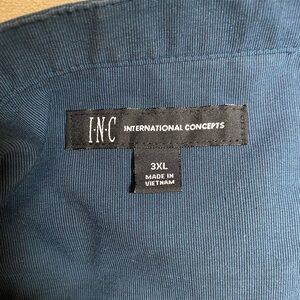 I·N·C INTERNATIONAL CONCEPTS
3XL
MADE IN
VIETNAM